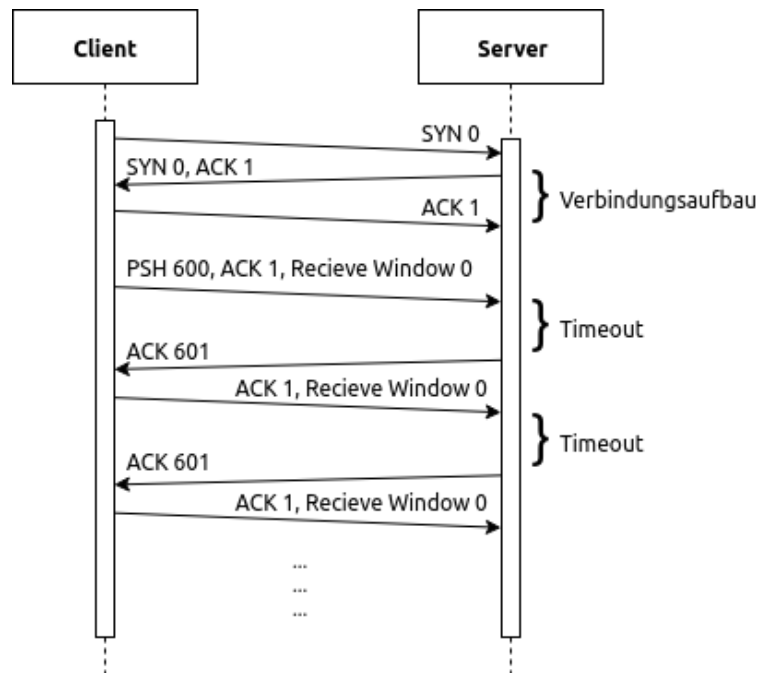 Client
Server
SYN 0
SYN 0, ACK 1
Verbindungsaufbau
ACK 1
PSH 600, ACK 1, Recieve Window 0
Timeout
ACK 601
ACK 1, Recieve Window 0
Timeout
ACK 601
ACK 1, Recieve Window 0
...
...
...